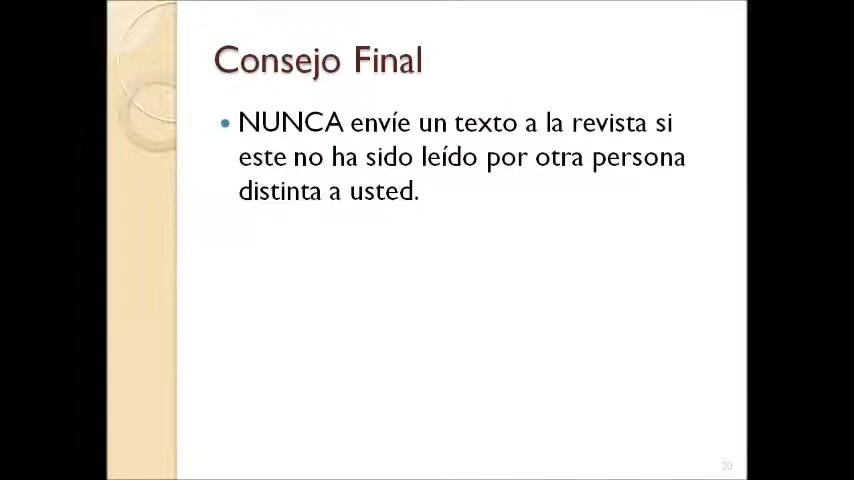 Consejo Final
• NUNCA envíe un texto a la revista si
este no ha sido leído por otra persona
distinta a usted.
20